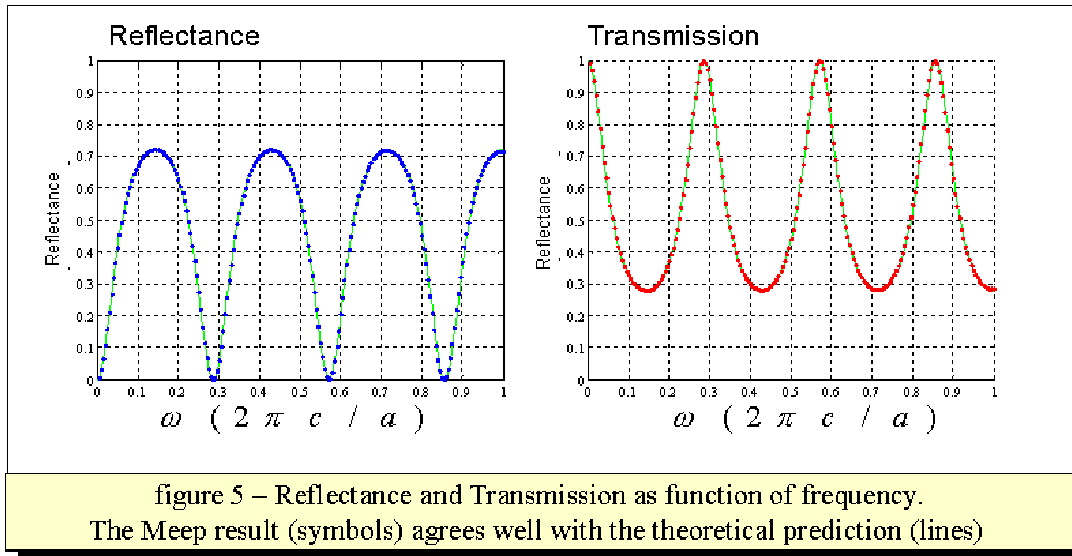 Reflectance
1
0.9
0.8
0.7
0.6
0.5
0.4
0.3
0.2
0.1
0
Reflectance
0 0.1 0.2 0.3 0.4 0.5 0.6 0.7 0.8 0.9 1
ω ( 2 π c / a )
Transmission
1
0.9
0.8
0.7
0.6
0.5
0.4
0.3
0.2
0.1
0
Reflectance
0 0.1 0.2 0.3 0.4 0.5 0.6 0.7 0.8 0.9 1
ω ( 2 π c / a )
figure 5 – Reflectance and Transmission as function of frequency.
The Meep result (symbols) agrees well with the theoretical prediction (lines)